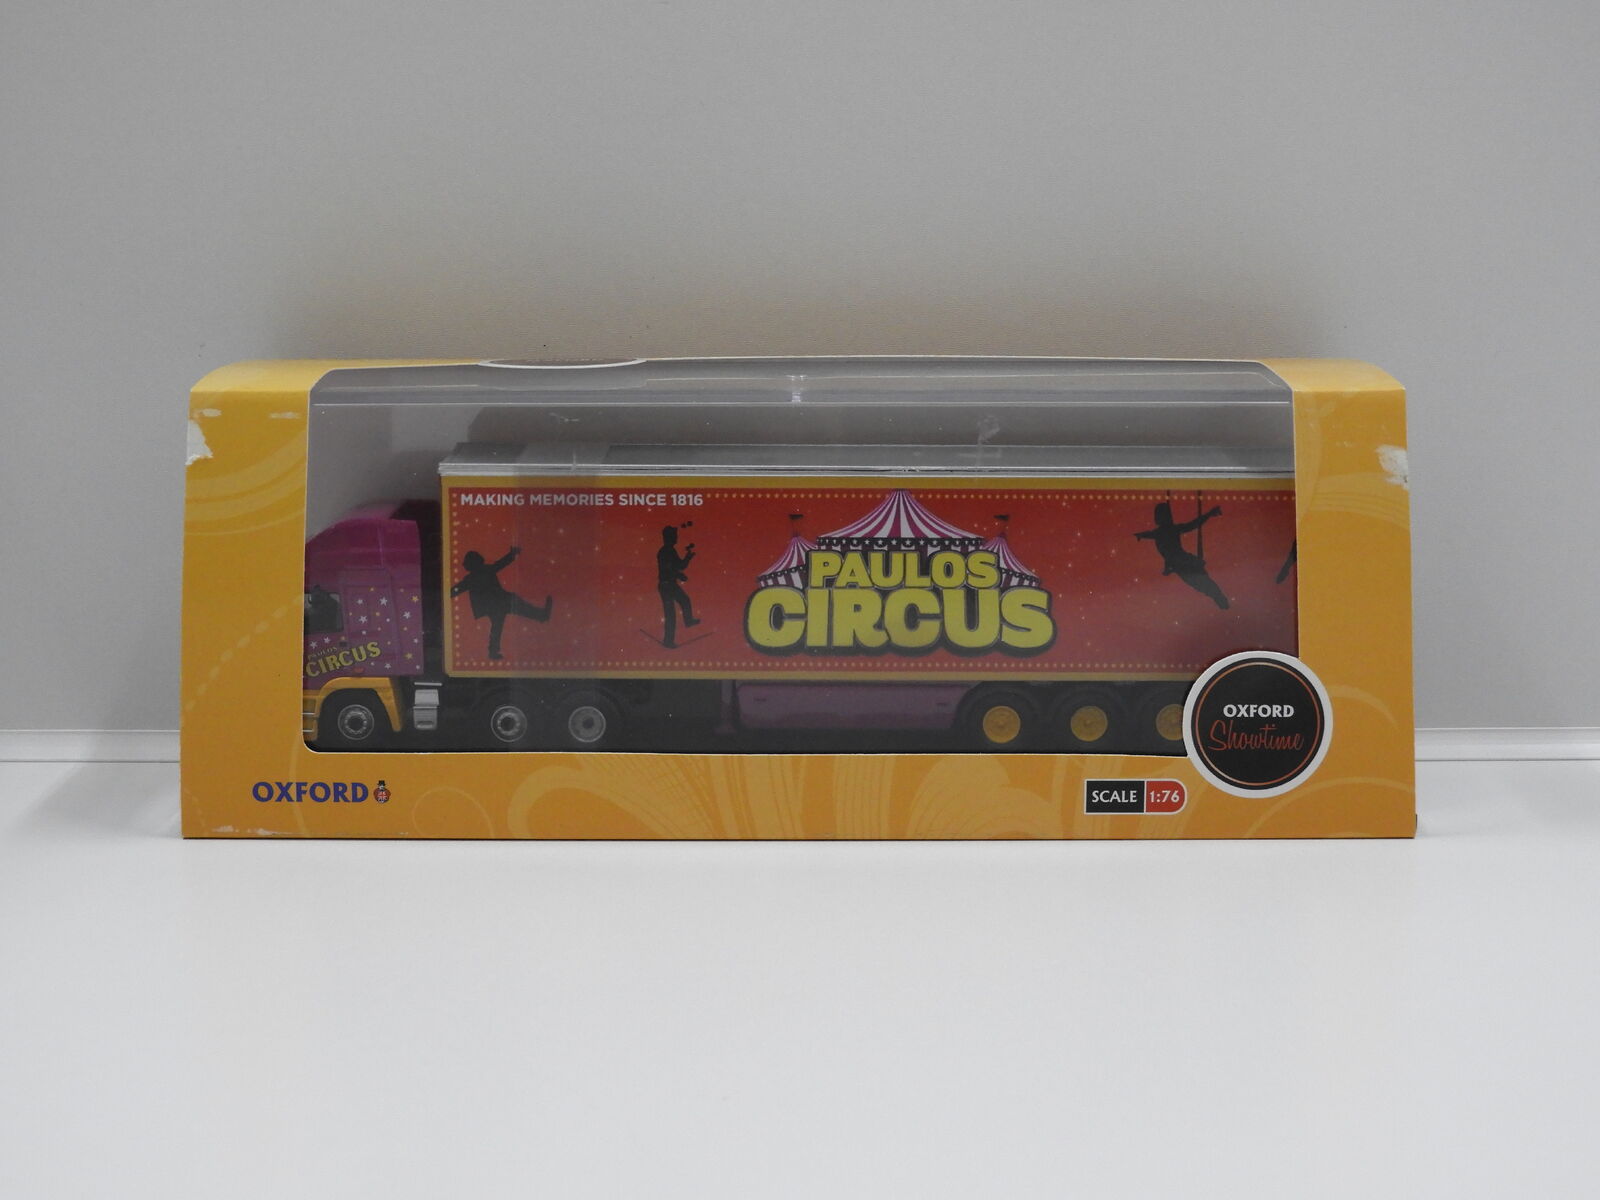 MAKING MEMORIES SINCE 1816
PAULOS
CIRCUS
PAULOS
CIRCUS
OXFORD
Showtime
OXFORD
SCALE 1:76